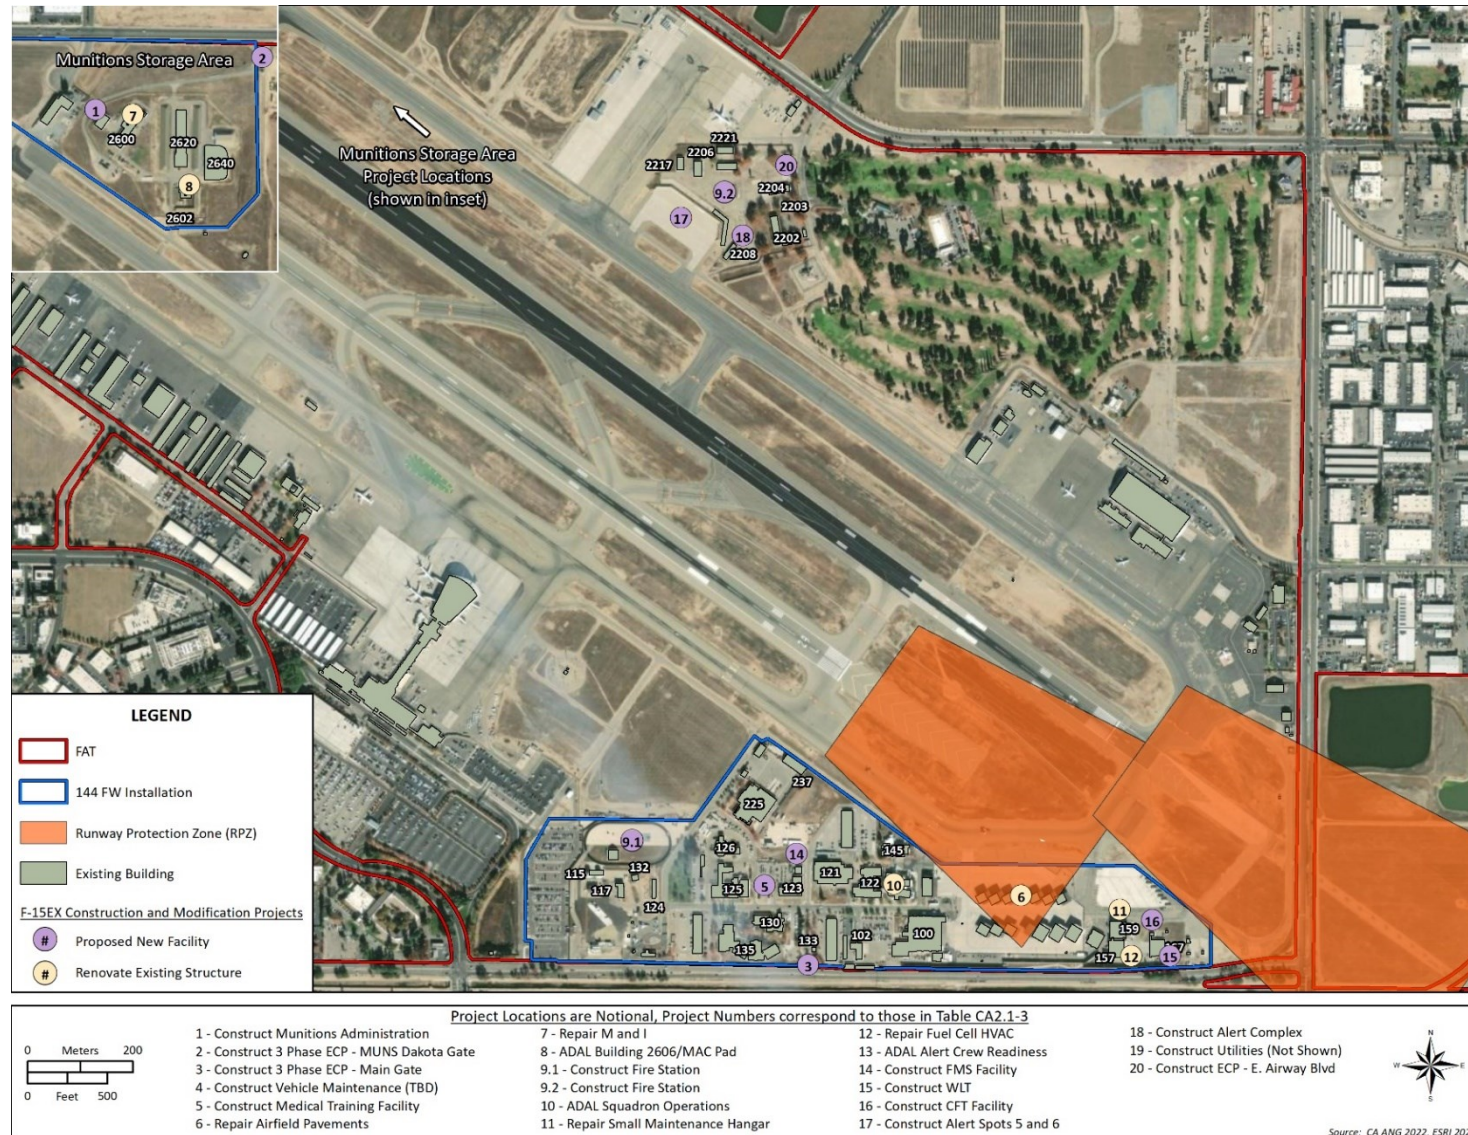 Munitions Storage Area
2
1
7
2600
2620
2640
8
2602
Munitions Storage Area
Project Locations
(shown in inset)
2221
2206
2217
20
9.2
2204
2203
17
18
2202
2208
237
225
9.1
126
14
145
115
132
117
125
5
123
121
122
10
124
6
11
16
130
133
102
100
159
135
157
12
15
3
LEGEND
FAT
144 FW Installation
Runway Protection Zone (RPZ)
Existing Building
F-15EX Construction and Modification Projects
# Proposed New Facility
# Renovate Existing Structure
Project Locations are Notional, Project Numbers correspond to those in Table CA2.1-3
0 Meters 200
0 Feet 500
1 - Construct Munitions Administration
2 - Construct 3 Phase ECP - MUNS Dakota Gate
3 - Construct 3 Phase ECP - Main Gate
4 - Construct Vehicle Maintenance (TBD)
5 - Construct Medical Training Facility
6 - Repair Airfield Pavements
7 - Repair M and I
8 - ADAL Building 2606/MAC Pad
9.1 - Construct Fire Station
9.2 - Construct Fire Station
10 - ADAL Squadron Operations
11 - Repair Small Maintenance Hangar
12 - Repair Fuel Cell HVAC
13 - ADAL Alert Crew Readiness
14 - Construct FMS Facility
15 - Construct WLT
16 - Construct CFT Facility
17 - Construct Alert Spots 5 and 6
18 - Construct Alert Complex
19 - Construct Utilities (Not Shown)
20 - Construct ECP - E. Airway Blvd
N
W
E
S
Source: CA ANG 2022, ESRI 202